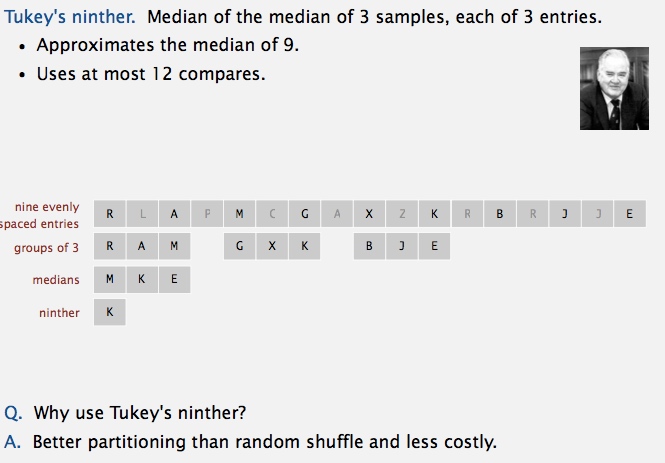 Tukey's ninther. Median of the median of 3 samples, each of 3 entries.
• Approximates the median of 9.
• Uses at most 12 compares.
nine evenly
spaced entries
R L A P M C G A X Z K R B R J J E
groups of 3 R A M G X K B J E
medians M K E
ninther K
Q. Why use Tukey's ninther?
A. Better partitioning than random shuffle and less costly.